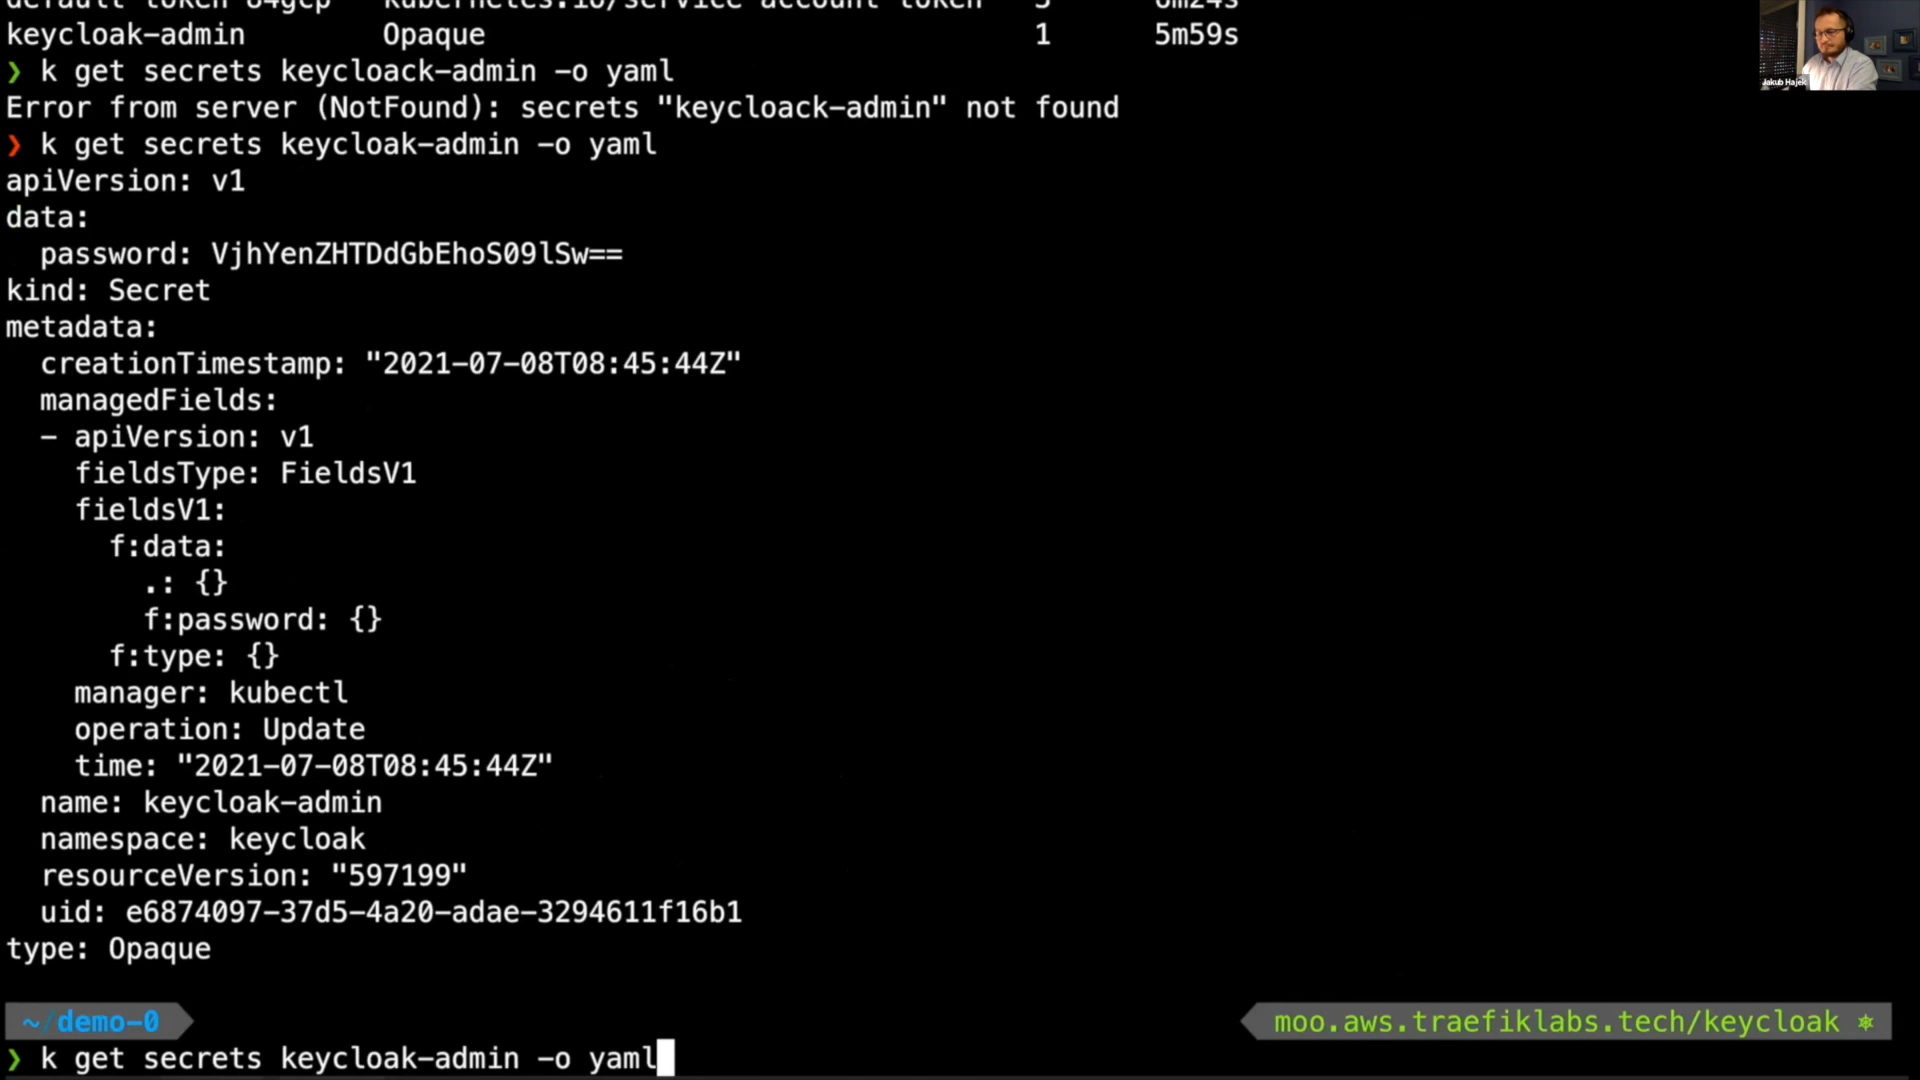 keycloak-admin Opaque 1 5m59s
❯ k get secrets keycloack-admin -o yaml
Error from server (NotFound): secrets "keycloack-admin" not found
❯ k get secrets keycloak-admin -o yaml
apiVersion: v1
data:
  password: VjhYenZHTDdGbEhoS09lSw==
kind: Secret
metadata:
  creationTimestamp: "2021-07-08T08:45:44Z"
  managedFields:
  - apiVersion: v1
    fieldsType: FieldsV1
    fieldsV1:
      f:data:
        .: {}
        f:password: {}
      f:type: {}
    manager: kubectl
    operation: Update
    time: "2021-07-08T08:45:44Z"
  name: keycloak-admin
  namespace: keycloak
  resourceVersion: "597199"
  uid: e6874097-37d5-4a20-adae-3294611f16b1
type: Opaque
~/demo-0 moo.aws.traefiklabs.tech/keycloak ⎈
❯ k get secrets keycloak-admin -o yaml
Jakub Hajek